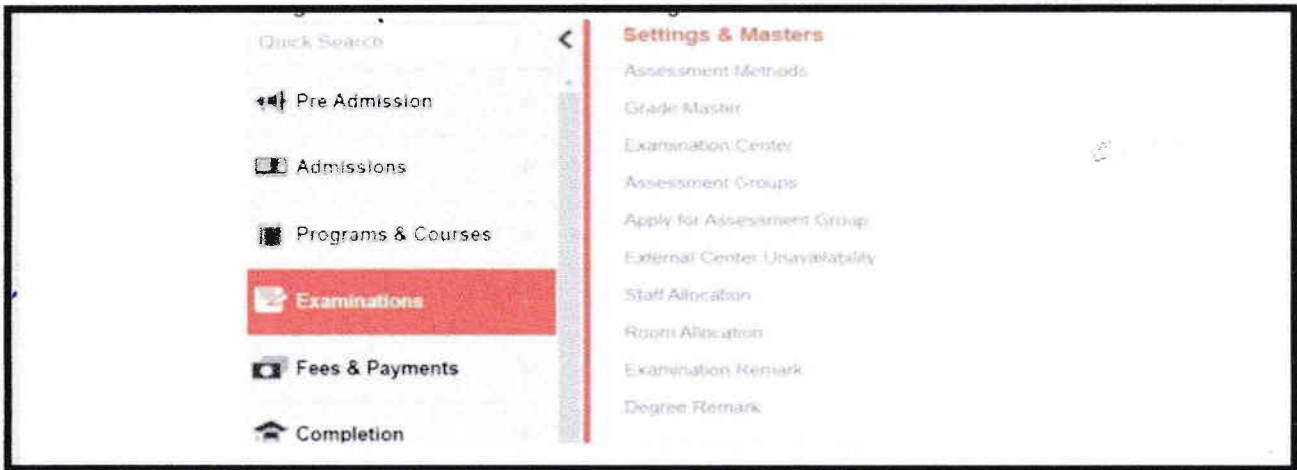 Quick Search
Pre Admission
Admissions
Programs & Courses
Examinations
Fees & Payments
Completion
Settings & Masters
Assessment Methods
Grade Master
Examination Center
Assessment Groups
Apply for Assessment Group
External Center Unavailability
Staff Allocation
Room Allocation
Examination Remark
Degree Remark